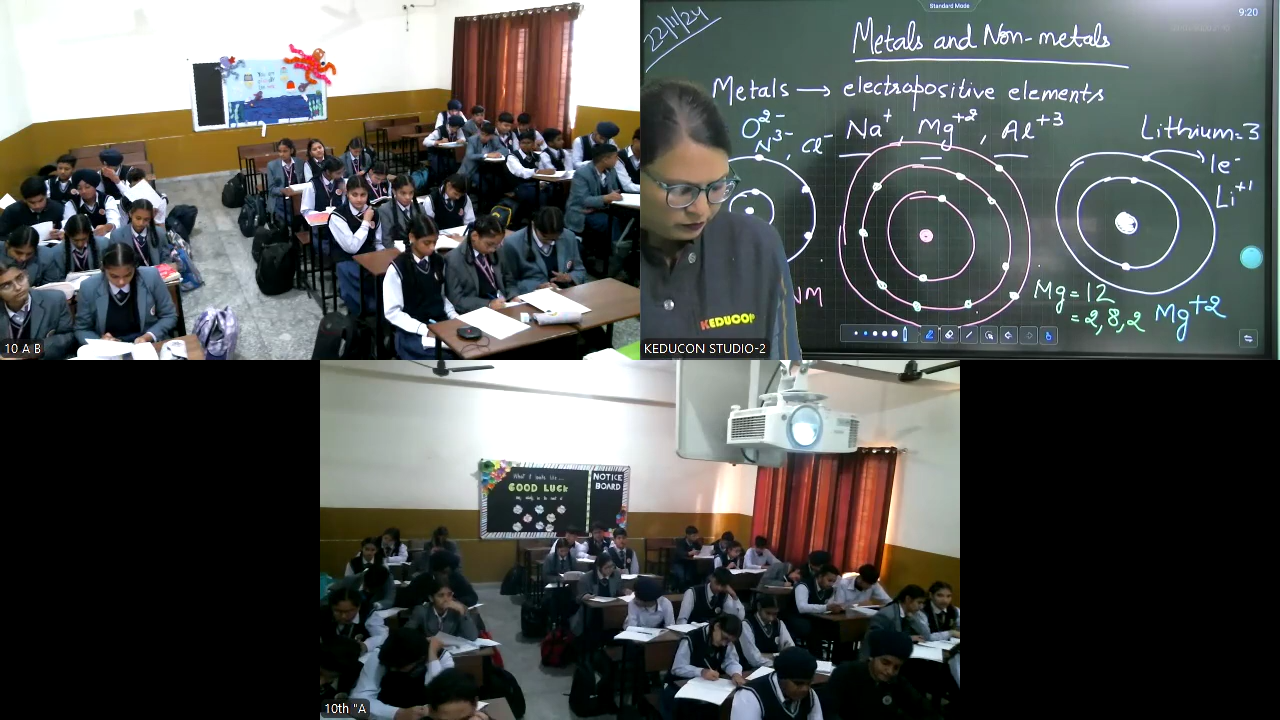 Standard Mode
9:20
22/11/24
Metals and Non-metals
Metals → electropositive elements
O²⁻
N³⁻, Cl⁻
Na⁺, Mg⁺², Al⁺³
Lithium=3
1e⁻
Li⁺¹
Mg=12
=2,8,2
Mg⁺²
KEDUCON
10 A B
KEDUCON STUDIO-2
GOOD LUCK
NOTICE
BOARD
10th "A